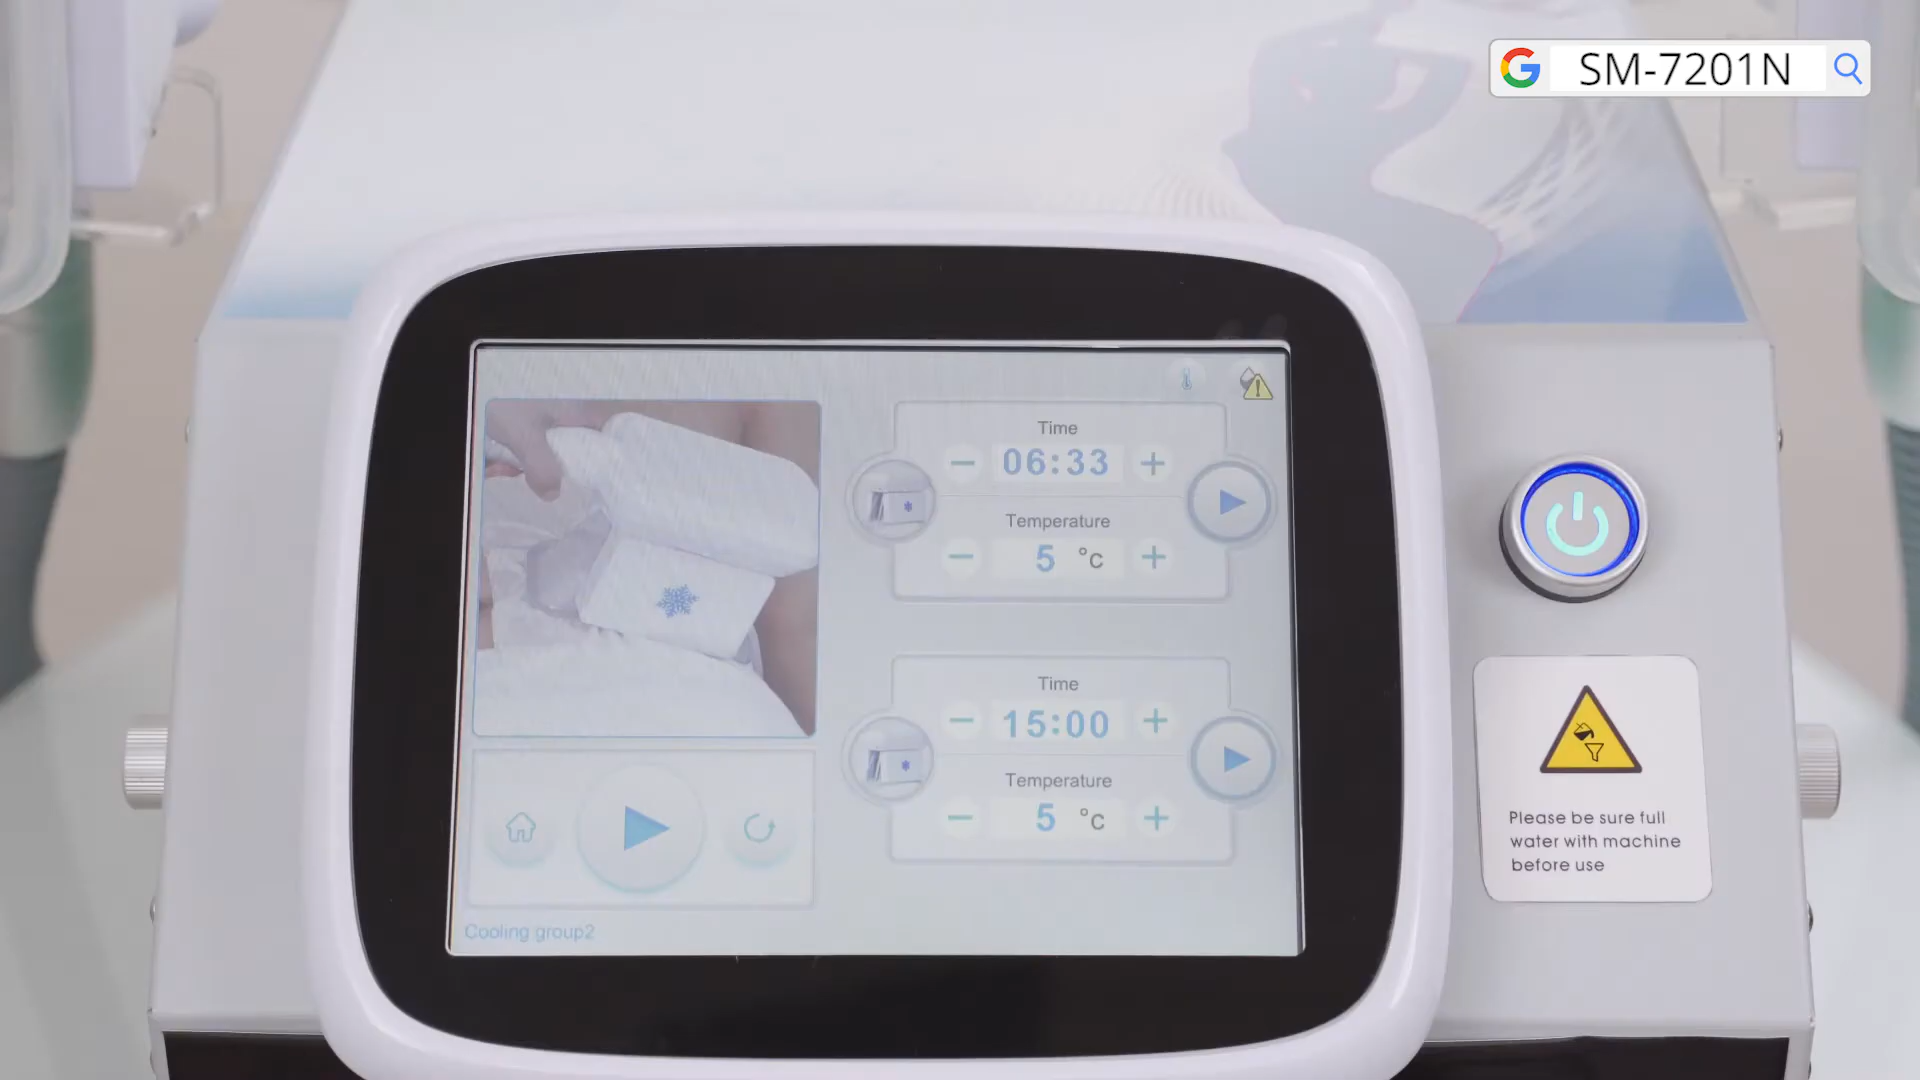 SM-7201N
Time
06:33
Temperature
5 °C
Time
15:00
Temperature
5 °C
Cooling group2
Please be sure full
water with machine
before use